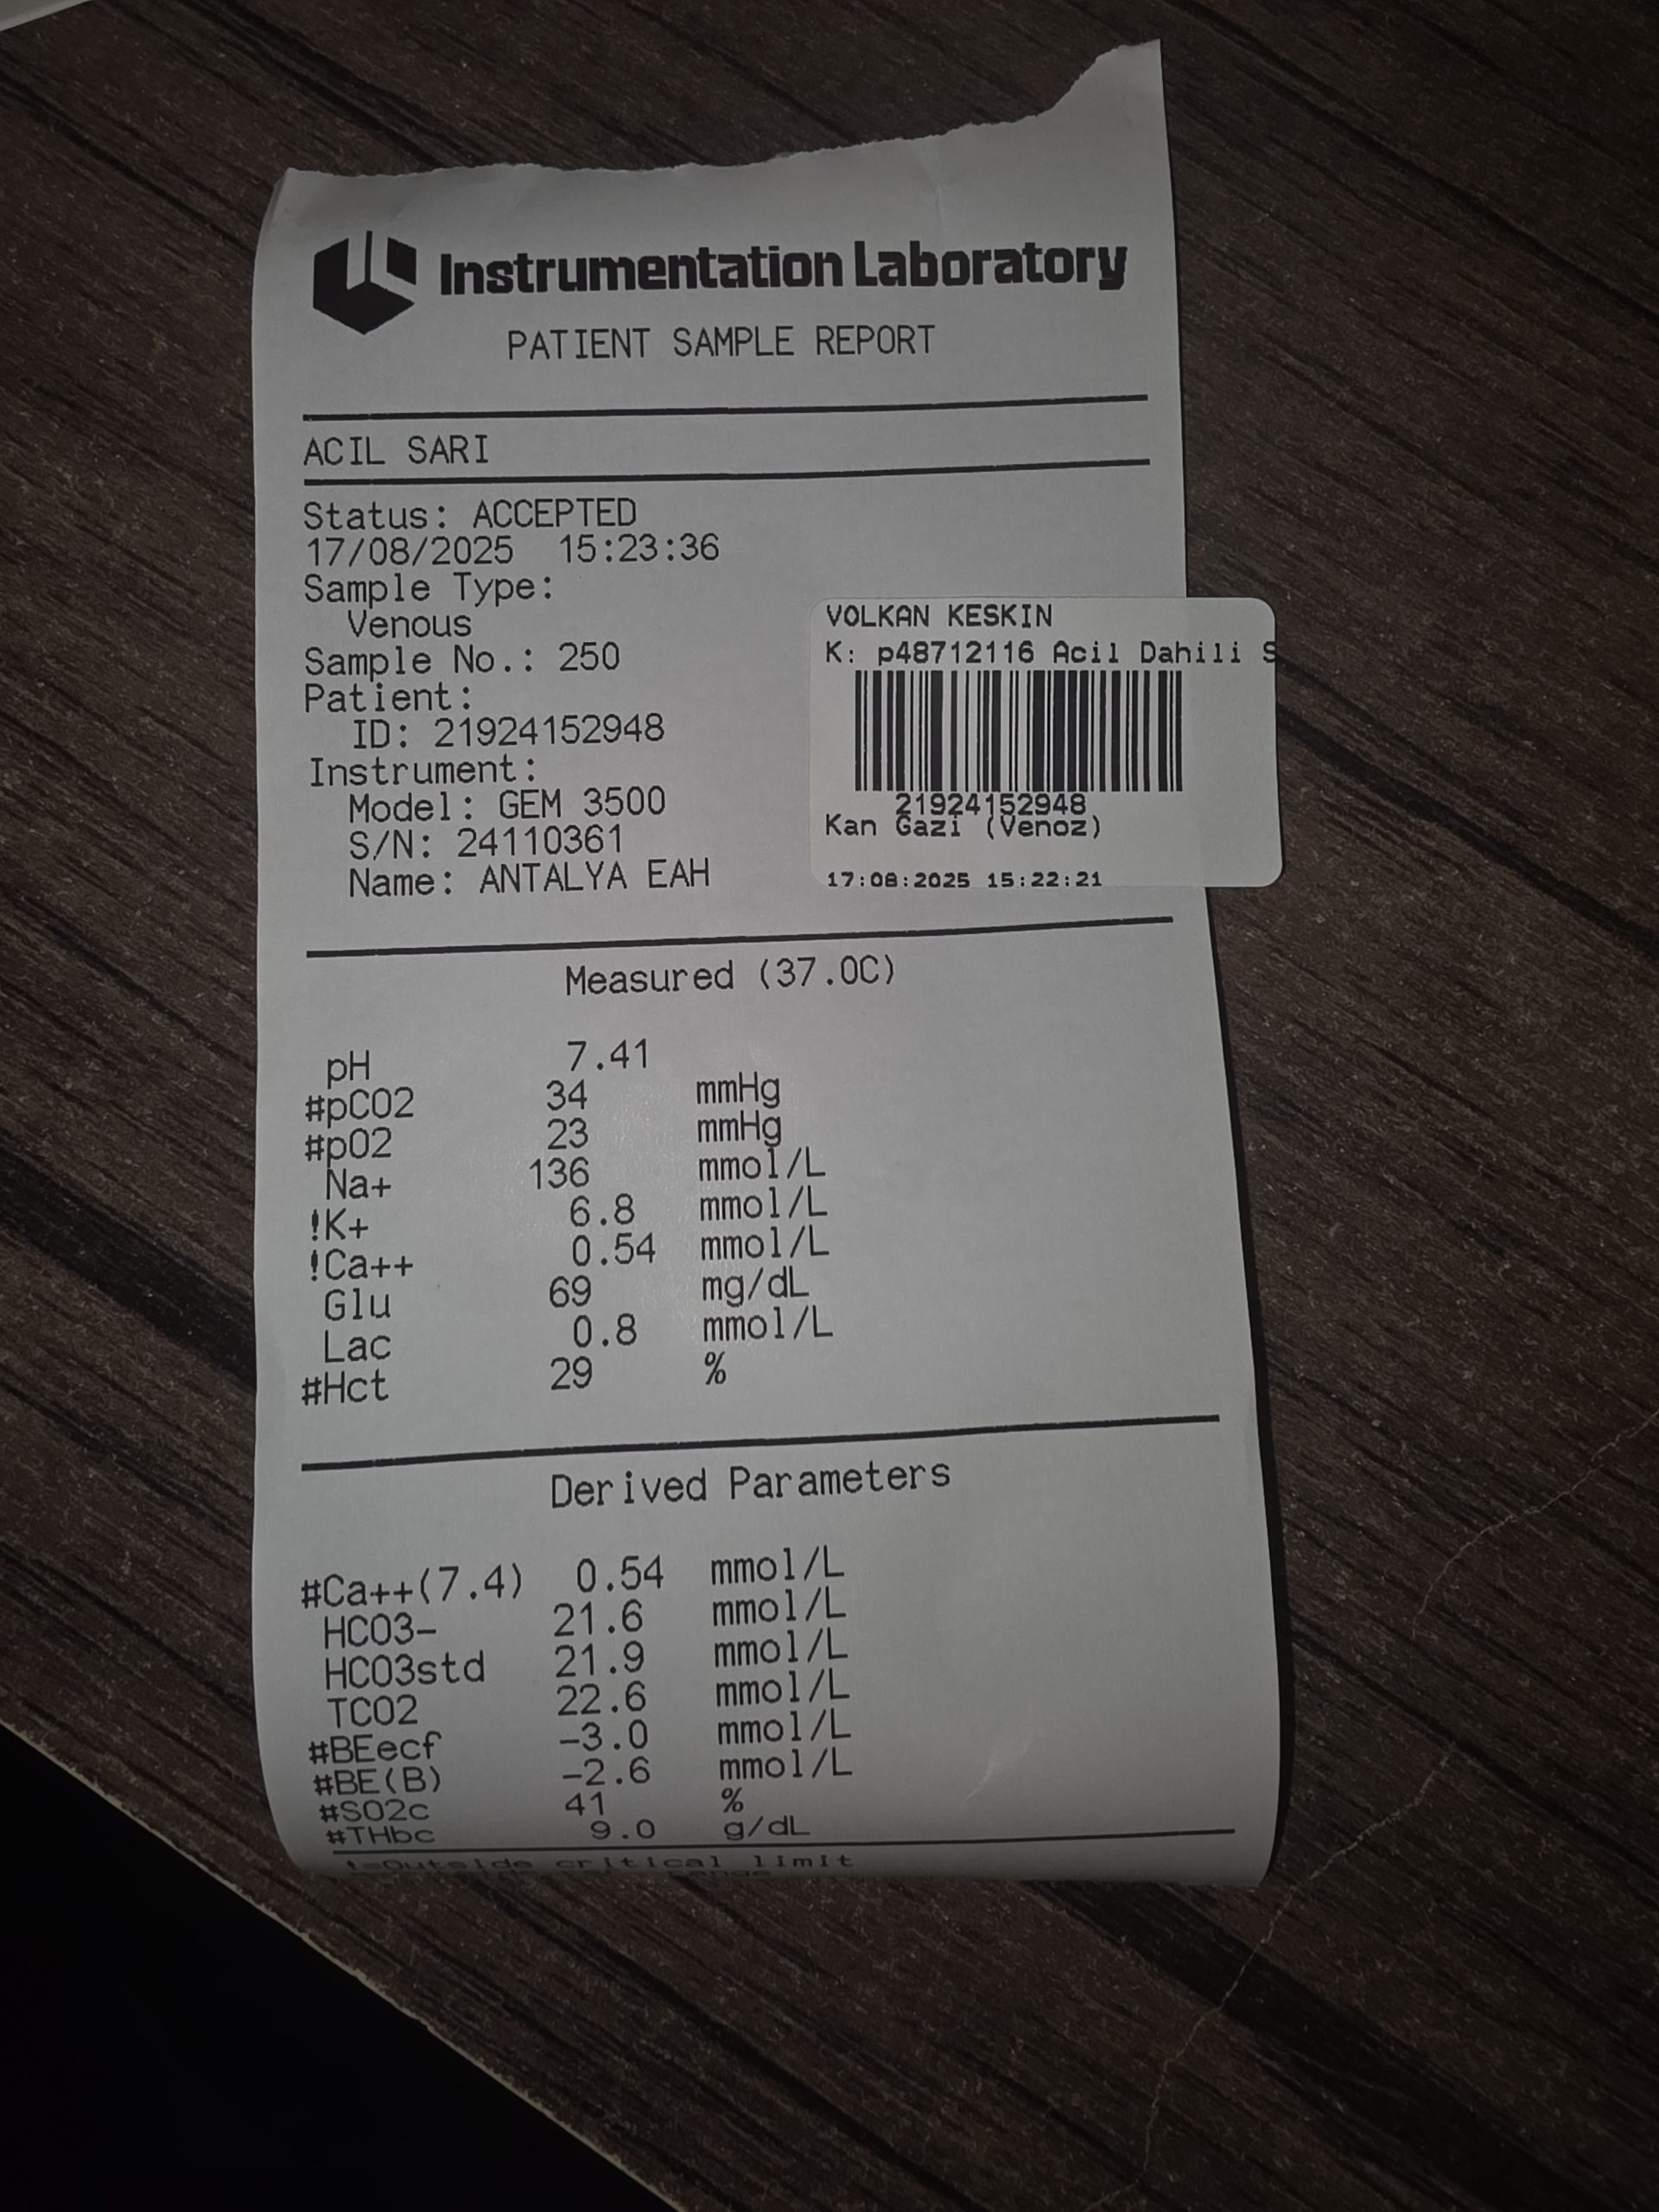 Instrumentation Laboratory
PATIENT SAMPLE REPORT
ACIL SARI
Status: ACCEPTED
17/08/2025 15:23:36
Sample Type:
Venous
Sample No.: 250
Patient:
ID: 21924152948
Instrument:
Model: GEM 3500
S/N: 24110361
Name: ANTALYA EAH
VOLKAN KESKIN
K: p48712116 Acil Dahili S
21924152948
Kan Gazi (Venoz)
17:08:2025 15:22:21
Measured (37.0C)
pH 7.41
#pCO2 34 mmHg
#pO2 23 mmHg
Na+ 136 mmol/L
!K+ 6.8 mmol/L
!Ca++ 0.54 mmol/L
Glu 69 mg/dL
Lac 0.8 mmol/L
#Hct 29 %
Derived Parameters
#Ca++(7.4) 0.54 mmol/L
HCO3- 21.6 mmol/L
HCO3std 21.9 mmol/L
TCO2 22.6 mmol/L
#BEecf -3.0 mmol/L
#BE(B) -2.6 mmol/L
#SO2c 41 %
#THbc 9.0 g/dL
!=Outside critical limit